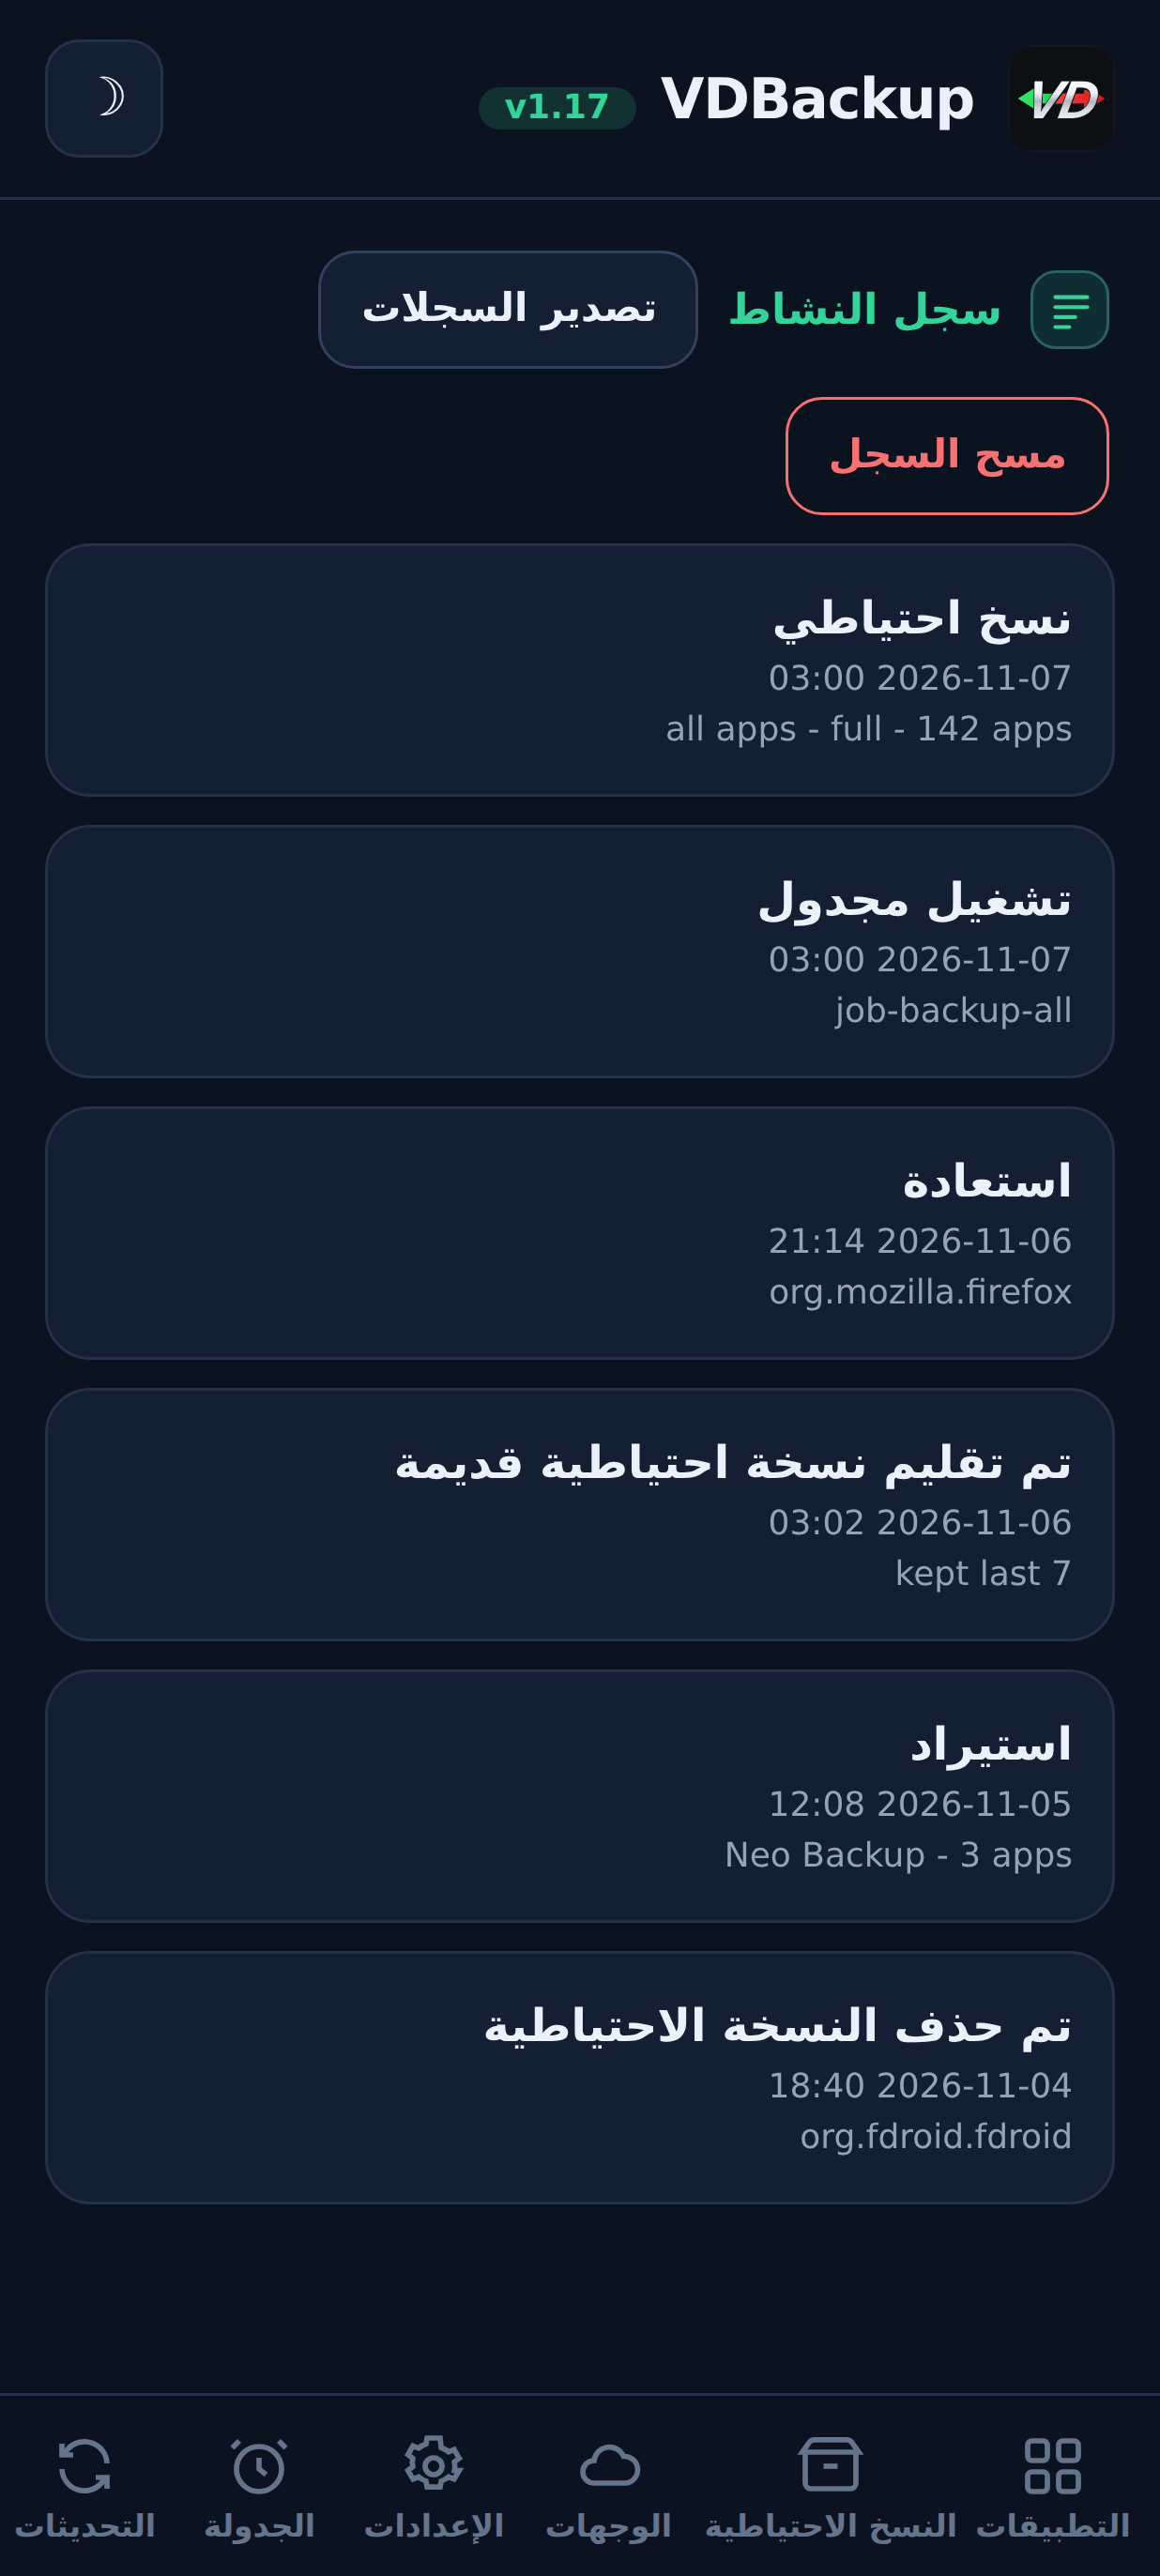 VD
VDBackup v1.17
سجل النشاط
تصدير السجلات
مسح السجل
نسخ احتياطي
03:00 2026-11-07
all apps - full - 142 apps
تشغيل مجدول
03:00 2026-11-07
job-backup-all
استعادة
21:14 2026-11-06
org.mozilla.firefox
تم تقليم نسخة احتياطية قديمة
03:02 2026-11-06
kept last 7
استيراد
12:08 2026-11-05
Neo Backup - 3 apps
تم حذف النسخة الاحتياطية
18:40 2026-11-04
org.fdroid.fdroid
التطبيقات
النسخ الاحتياطية
الوجهات
الإعدادات
الجدولة
التحديثات